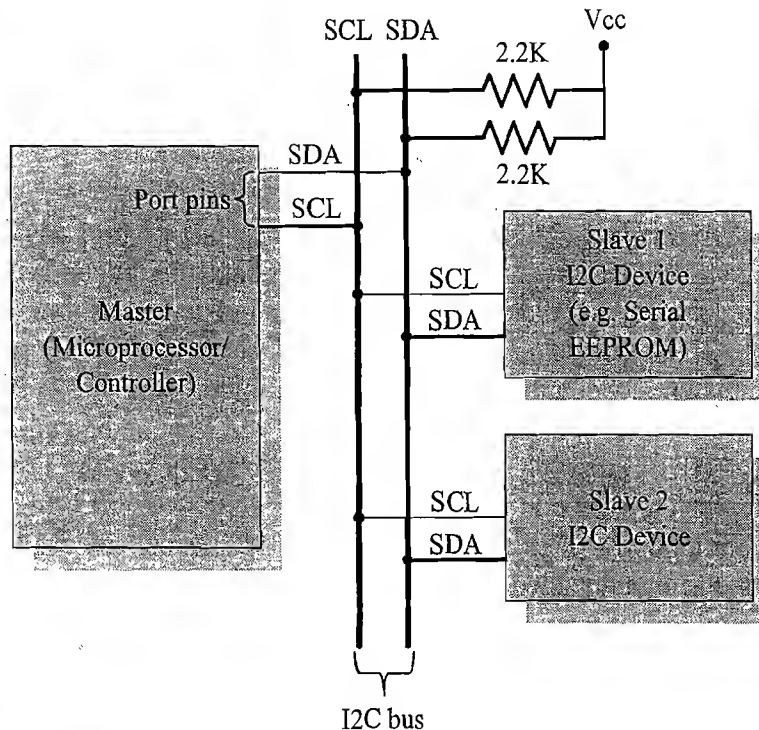 SCL SDA
Vcc
2.2K
2.2K
SDA
Port pins
SCL
Master
(Microprocessor/
Controller)
SCL
SDA
Slave 1
I2C Device
(e.g. Serial
EEPROM)
SCL
SDA
Slave 2
I2C Device
I2C bus